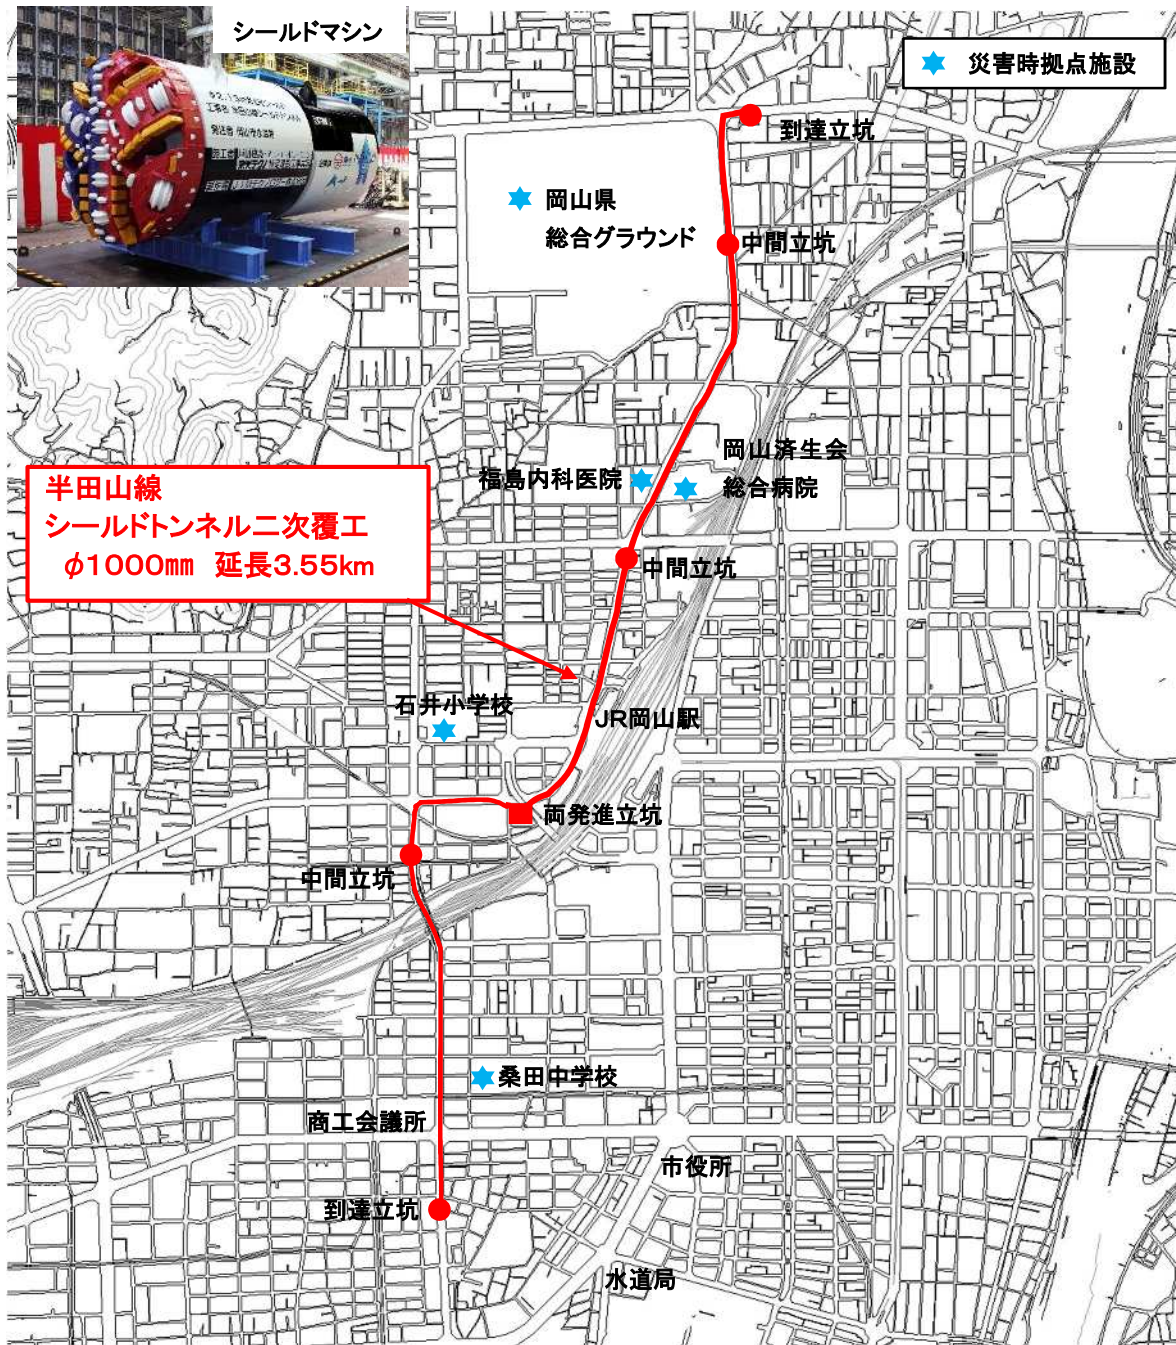 シールドマシン
災害時拠点施設
到達立坑
岡山県
総合グラウンド
中間立坑
岡山済生会
総合病院
福島内科医院
半田山線
シールドトンネル二次覆工
φ1000㎜ 延長3.55km
中間立坑
石井小学校
JR岡山駅
両発進立坑
中間立坑
桑田中学校
商工会議所
市役所
到達立坑
水道局